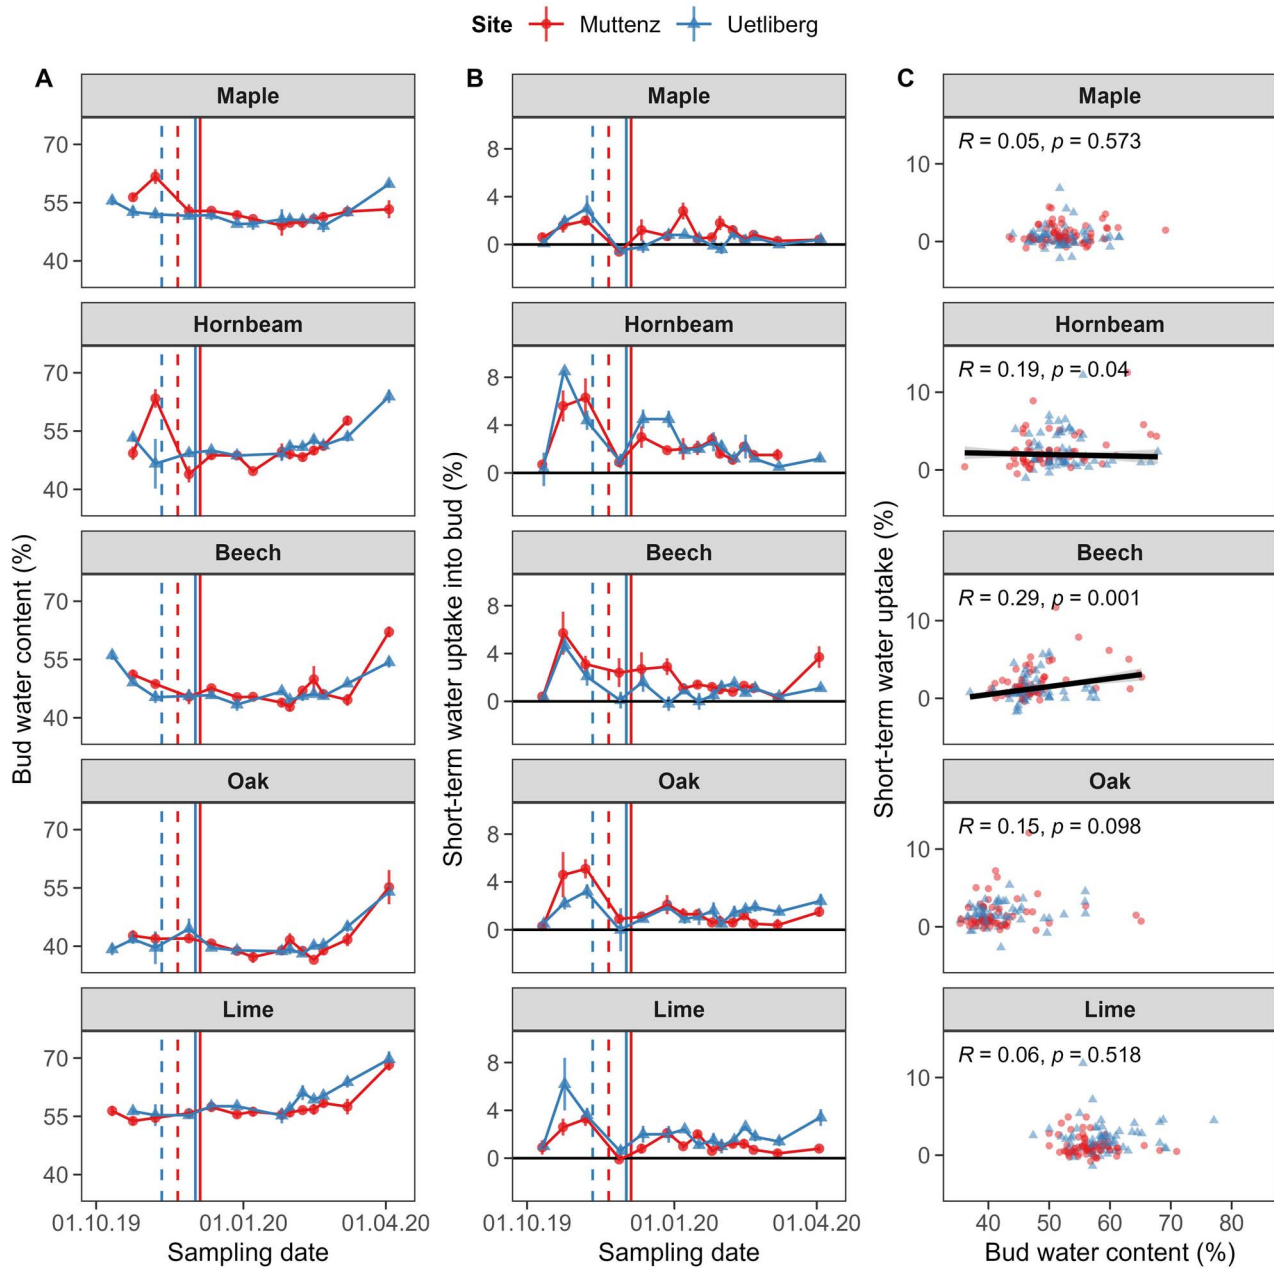 Site Muttenz Uetliberg
A
B
C
Maple
Maple
Maple
70
55
40
8
4
0
R = 0.05, p = 0.573
10
0
Hornbeam
Hornbeam
Hornbeam
70
55
40
8
4
0
R = 0.19, p = 0.04
10
0
Beech
Beech
Beech
70
55
40
8
4
0
R = 0.29, p = 0.001
10
0
Oak
Oak
Oak
70
55
40
8
4
0
R = 0.15, p = 0.098
10
0
Lime
Lime
Lime
70
55
40
8
4
0
R = 0.06, p = 0.518
10
0
Bud water content (%)
Short-term water uptake into bud (%)
Short-term water uptake (%)
01.10.19 01.01.20 01.04.20
01.10.19 01.01.20 01.04.20
40 50 60 70 80
Sampling date
Sampling date
Bud water content (%)